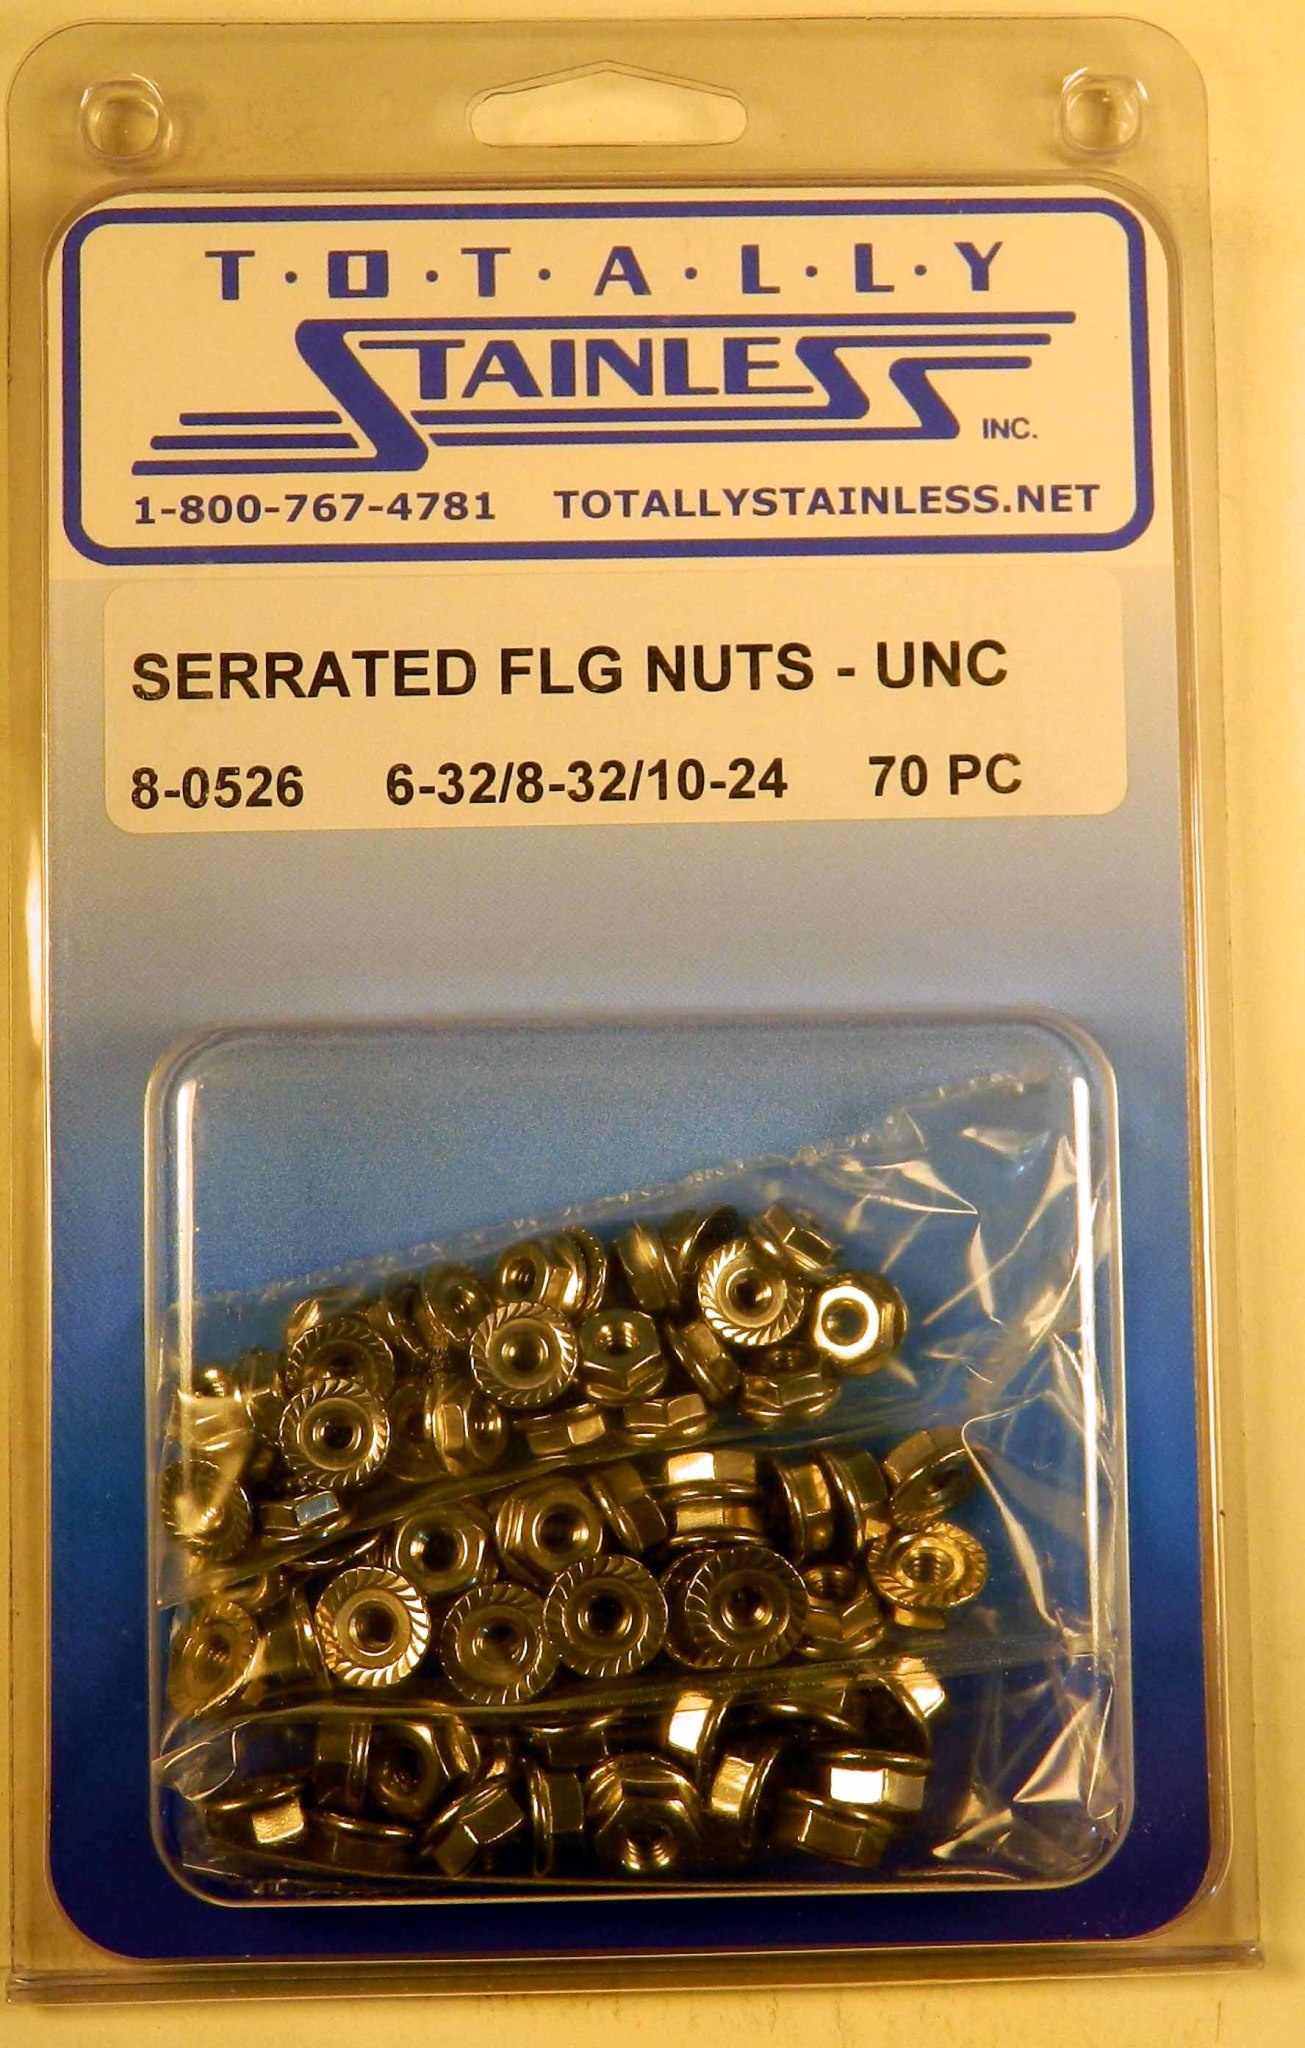 T·O·T·A·L·L·Y
STAINLESS INC.
1-800-767-4781 TOTALLYSTAINLESS.NET
SERRATED FLG NUTS - UNC
8-0526 6-32/8-32/10-24 70 PC